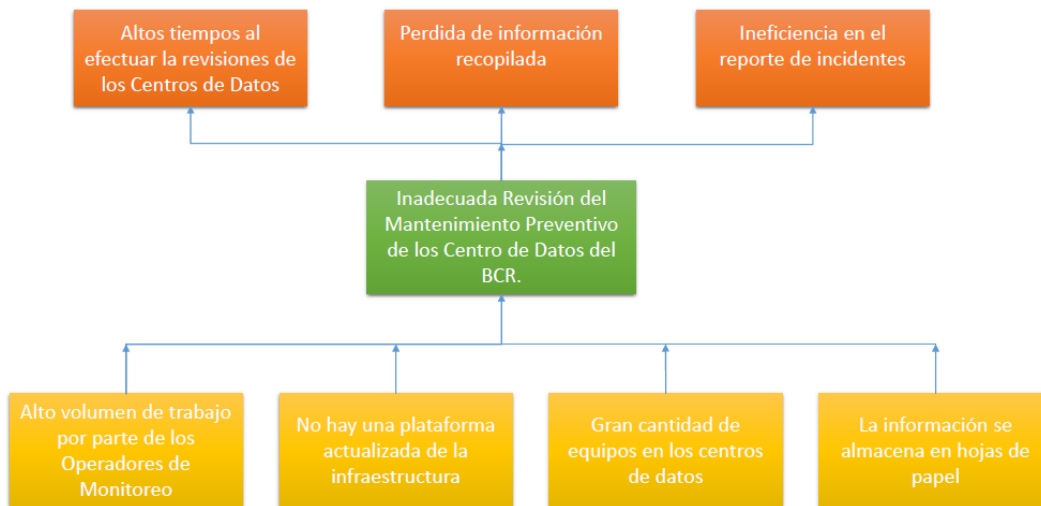 Altos tiempos al
efectuar la revisiones de
los Centros de Datos
Perdida de información
recopilada
Ineficiencia en el
reporte de incidentes
Inadecuada Revisión del
Mantenimiento Preventivo
de los Centro de Datos del
BCR.
Alto volumen de trabajo
por parte de los
Operadores de
Monitoreo
No hay una plataforma
actualizada de la
infraestructura
Gran cantidad de
equipos en los centros
de datos
La información se
almacena en hojas de
papel